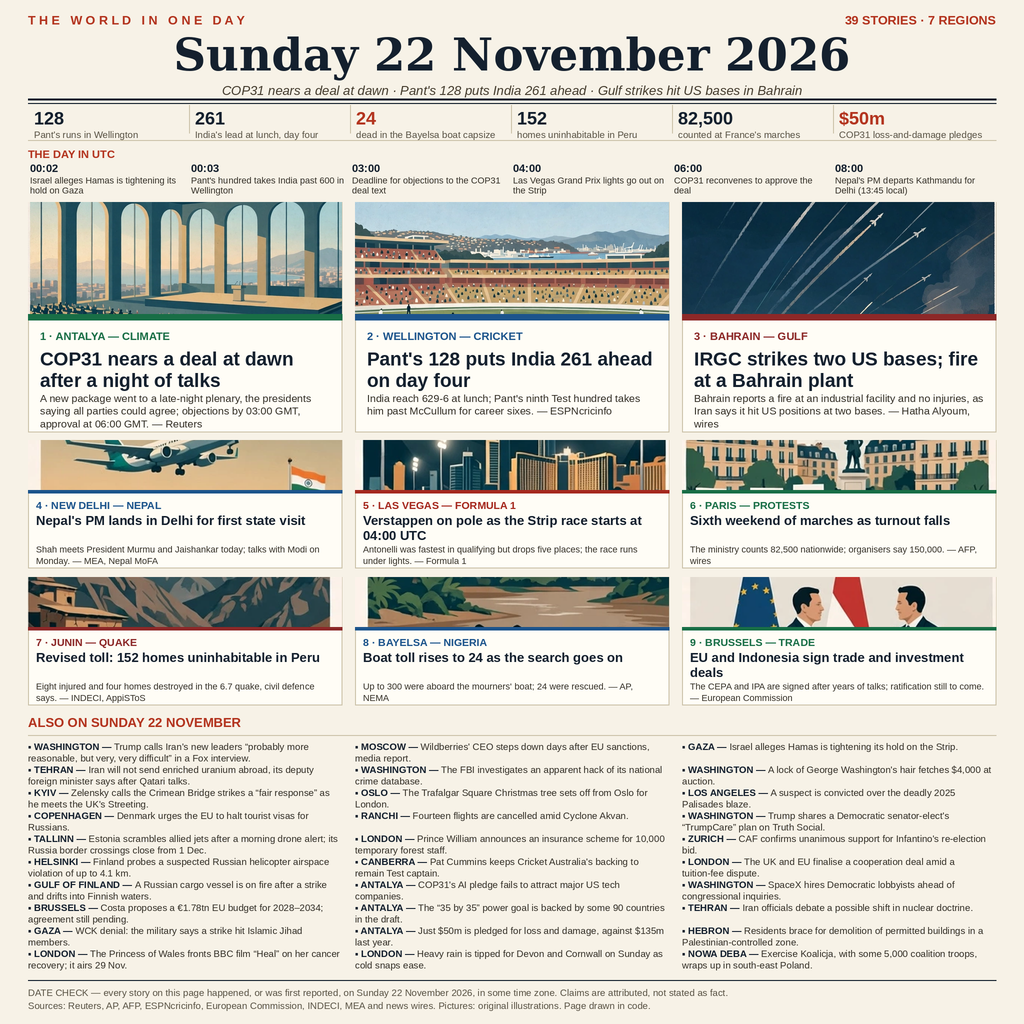 THE WORLD IN ONE DAY
39 STORIES · 7 REGIONS
Sunday 22 November 2026
COP31 nears a deal at dawn · Pant's 128 puts India 261 ahead · Gulf strikes hit US bases in Bahrain
128
Pant's runs in Wellington
261
India's lead at lunch, day four
24
dead in the Bayelsa boat capsize
152
homes uninhabitable in Peru
82,500
counted at France's marches
$50m
COP31 loss-and-damage pledges
THE DAY IN UTC
00:02
Israel alleges Hamas is tightening its
hold on Gaza
00:03
Pant's hundred takes India past 600 in
Wellington
03:00
Deadline for objections to the COP31
deal text
04:00
Las Vegas Grand Prix lights go out on
the Strip
06:00
COP31 reconvenes to approve the
deal
08:00
Nepal's PM departs Kathmandu for
Delhi (13:45 local)
1 · ANTALYA — CLIMATE
COP31 nears a deal at dawn
after a night of talks
A new package went to a late-night plenary, the presidents
saying all parties could agree; objections by 03:00 GMT,
approval at 06:00 GMT. — Reuters
2 · WELLINGTON — CRICKET
Pant's 128 puts India 261 ahead
on day four
India reach 629-6 at lunch; Pant's ninth Test hundred takes
him past McCullum for career sixes. — ESPNcricinfo
3 · BAHRAIN — GULF
IRGC strikes two US bases; fire
at a Bahrain plant
Bahrain reports a fire at an industrial facility and no injuries, as
Iran says it hit US positions at two bases. — Hatha Alyoum,
wires
4 · NEW DELHI — NEPAL
Nepal's PM lands in Delhi for first state visit
Shah meets President Murmu and Jaishankar today; talks with Modi on
Monday. — MEA, Nepal MoFA
5 · LAS VEGAS — FORMULA 1
Verstappen on pole as the Strip race starts at
04:00 UTC
Antonelli was fastest in qualifying but drops five places; the race runs
under lights. — Formula 1
6 · PARIS — PROTESTS
Sixth weekend of marches as turnout falls
The ministry counts 82,500 nationwide; organisers say 150,000. — AFP,
wires
7 · JUNIN — QUAKE
Revised toll: 152 homes uninhabitable in Peru
Eight injured and four homes destroyed in the 6.7 quake, civil defence
says. — INDECI, AppiSToS
8 · BAYELSA — NIGERIA
Boat toll rises to 24 as the search goes on
Up to 300 were aboard the mourners' boat; 24 were rescued. — AP,
NEMA
9 · BRUSSELS — TRADE
EU and Indonesia sign trade and investment
deals
The CEPA and IPA are signed after years of talks; ratification still to come.
— European Commission
ALSO ON SUNDAY 22 NOVEMBER
▪ WASHINGTON — Trump calls Iran's new leaders “probably more
reasonable, but very, very difficult” in a Fox interview.
▪ TEHRAN — Iran will not send enriched uranium abroad, its deputy
foreign minister says after Qatari talks.
▪ KYIV — Zelensky calls the Crimean Bridge strikes a “fair response” as
he meets the UK's Streeting.
▪ COPENHAGEN — Denmark urges the EU to halt tourist visas for
Russians.
▪ TALLINN — Estonia scrambles allied jets after a morning drone alert; its
Russia border crossings close from 1 Dec.
▪ HELSINKI — Finland probes a suspected Russian helicopter airspace
violation of up to 4.1 km.
▪ GULF OF FINLAND — A Russian cargo vessel is on fire after a strike
and drifts into Finnish waters.
▪ BRUSSELS — Costa proposes a €1.78tn EU budget for 2028–2034;
agreement still pending.
▪ GAZA — WCK denial: the military says a strike hit Islamic Jihad
members.
▪ LONDON — The Princess of Wales fronts BBC film “Heal” on her cancer
recovery; it airs 29 Nov.
▪ MOSCOW — Wildberries' CEO steps down days after EU sanctions,
media report.
▪ WASHINGTON — The FBI investigates an apparent hack of its national
crime database.
▪ OSLO — The Trafalgar Square Christmas tree sets off from Oslo for
London.
▪ RANCHI — Fourteen flights are cancelled amid Cyclone Akvan.
▪ LONDON — Prince William announces an insurance scheme for 10,000
temporary forest staff.
▪ CANBERRA — Pat Cummins keeps Cricket Australia's backing to
remain Test captain.
▪ ANTALYA — COP31's AI pledge fails to attract major US tech
companies.
▪ ANTALYA — The “35 by 35” power goal is backed by some 90 countries
in the draft.
▪ ANTALYA — Just $50m is pledged for loss and damage, against $135m
last year.
▪ LONDON — Heavy rain is tipped for Devon and Cornwall on Sunday as
cold snaps ease.
▪ GAZA — Israel alleges Hamas is tightening its hold on the Strip.
▪ WASHINGTON — A lock of George Washington's hair fetches $4,000 at
auction.
▪ LOS ANGELES — A suspect is convicted over the deadly 2025
Palisades blaze.
▪ WASHINGTON — Trump shares a Democratic senator-elect's
“TrumpCare” plan on Truth Social.
▪ ZURICH — CAF confirms unanimous support for Infantino's re-election
bid.
▪ LONDON — The UK and EU finalise a cooperation deal amid a
tuition-fee dispute.
▪ WASHINGTON — SpaceX hires Democratic lobbyists ahead of
congressional inquiries.
▪ TEHRAN — Iran officials debate a possible shift in nuclear doctrine.
▪ HEBRON — Residents brace for demolition of permitted buildings in a
Palestinian-controlled zone.
▪ NOWA DEBA — Exercise Koalicja, with some 5,000 coalition troops,
wraps up in south-east Poland.
DATE CHECK — every story on this page happened, or was first reported, on Sunday 22 November 2026, in some time zone. Claims are attributed, not stated as fact.
Sources: Reuters, AP, AFP, ESPNcricinfo, European Commission, INDECI, MEA and news wires. Pictures: original illustrations. Page drawn in code.